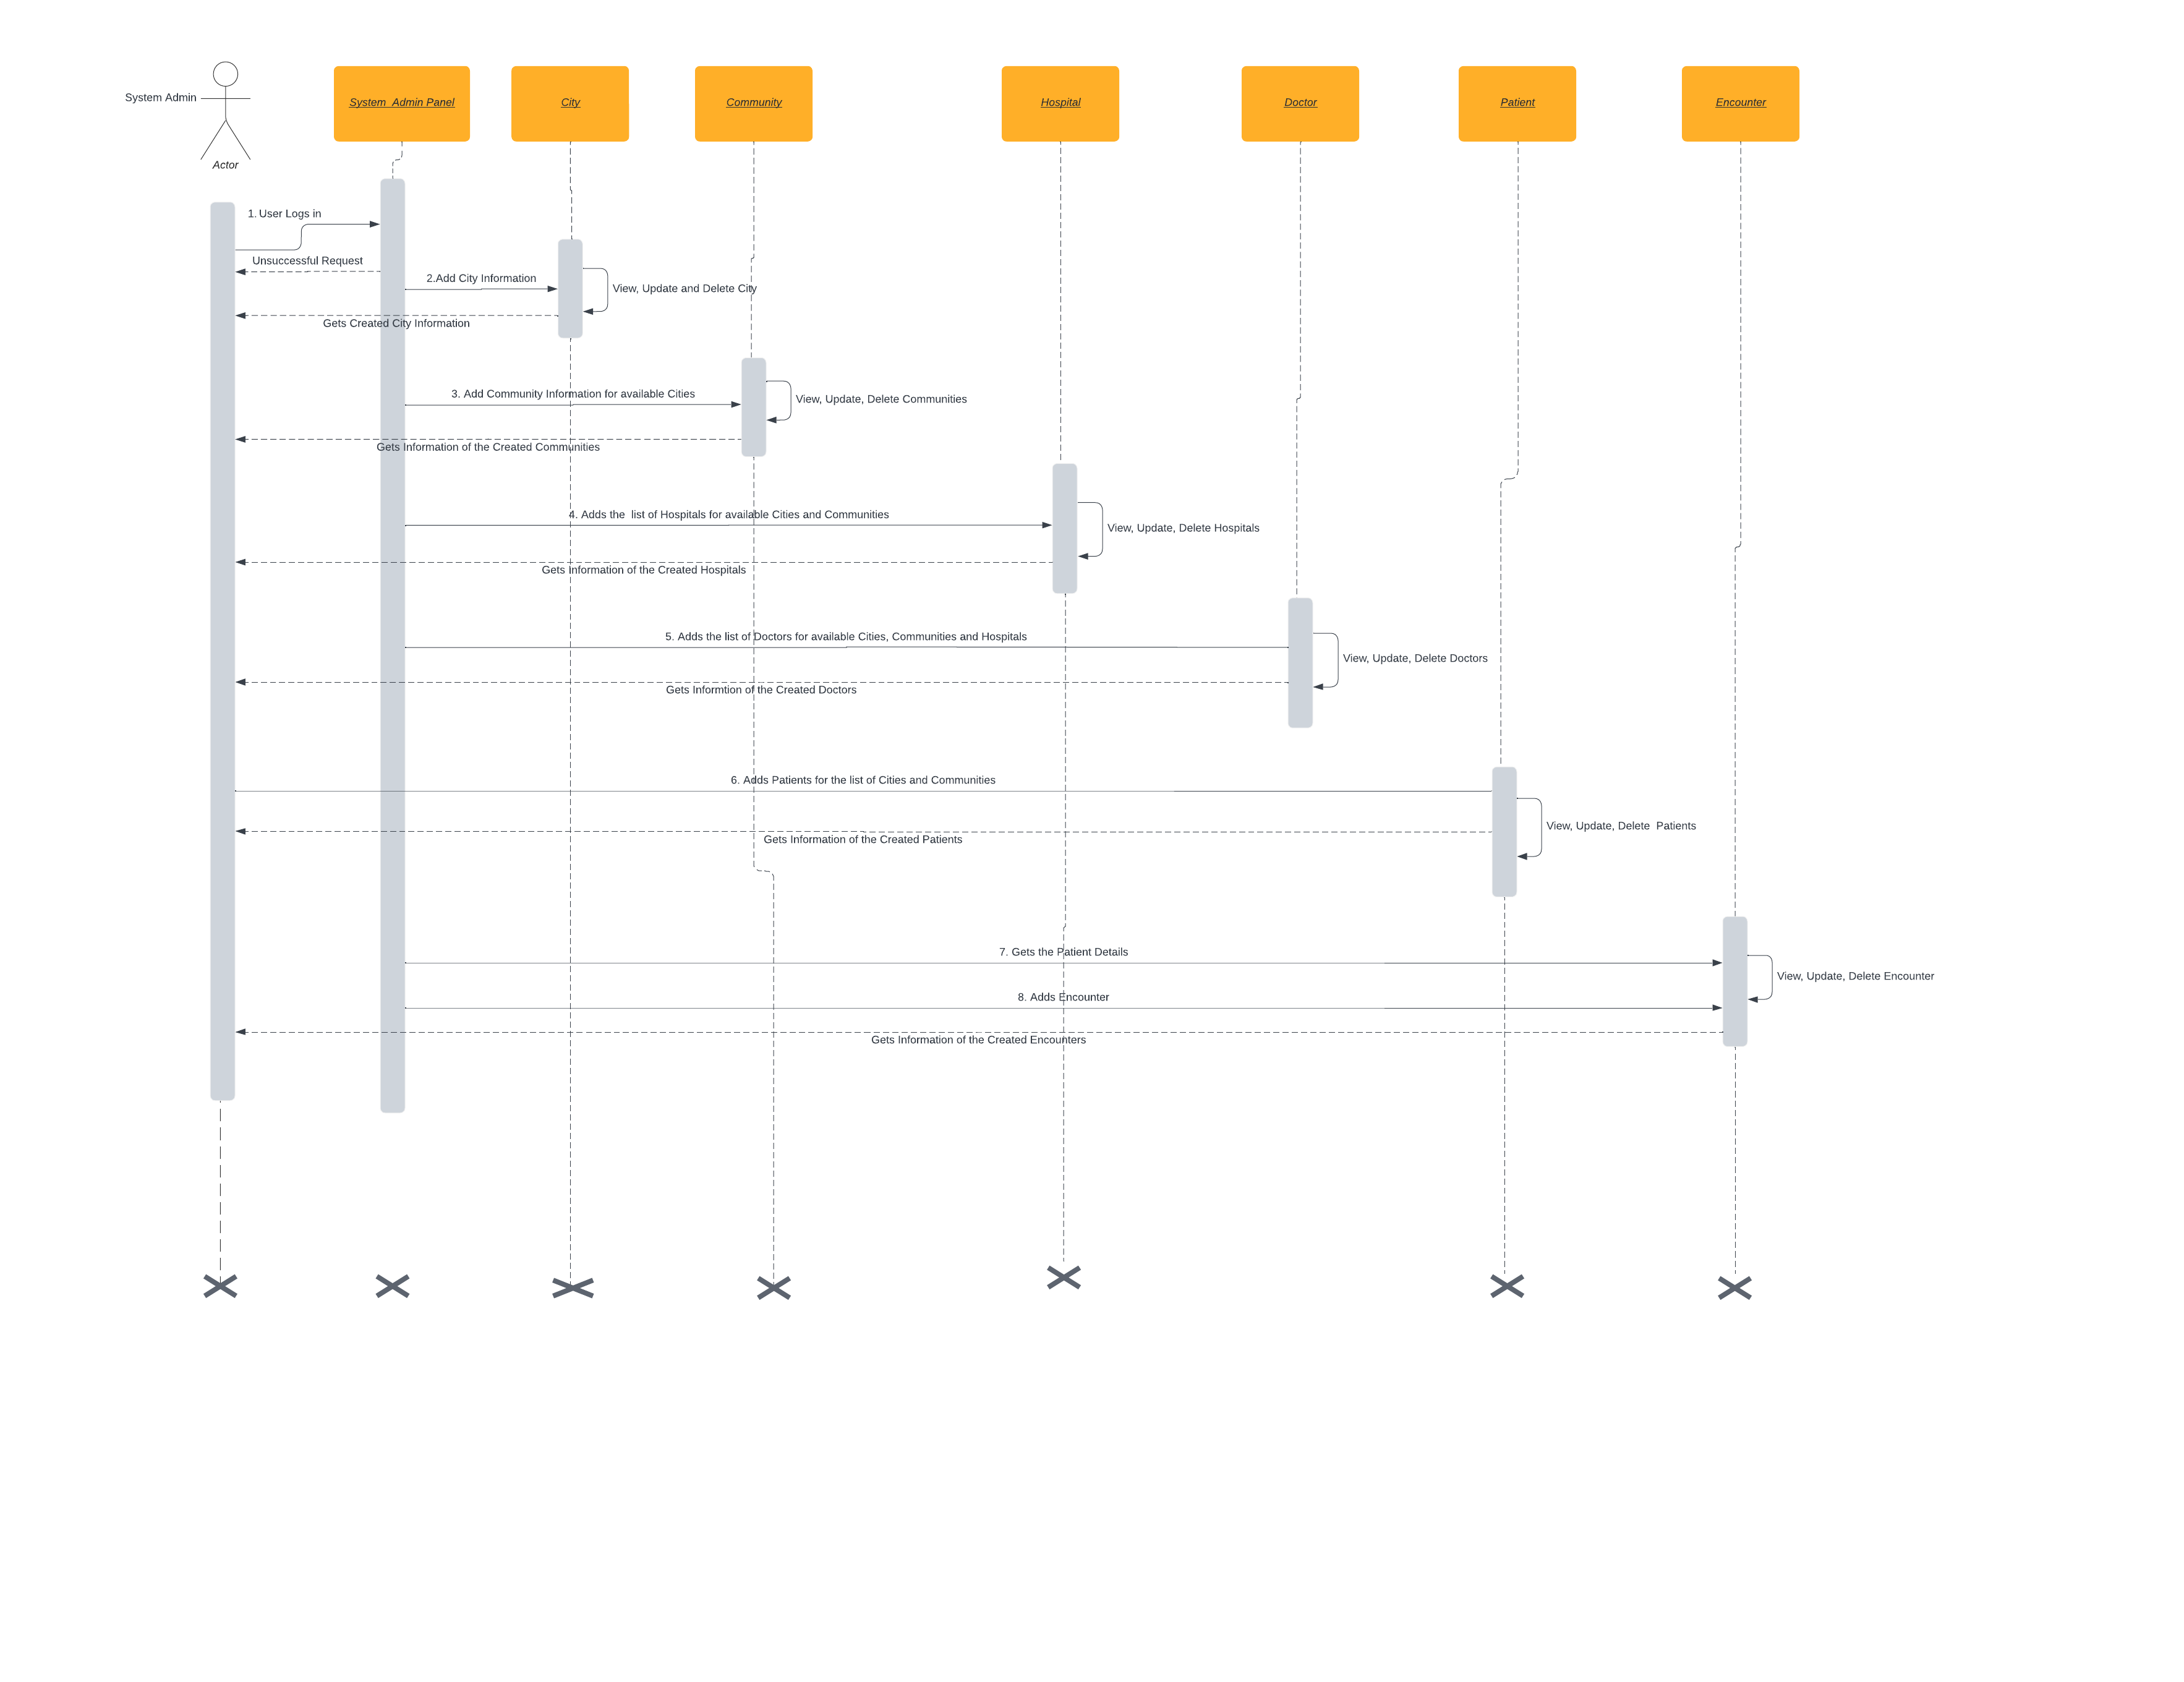 System Admin
Actor
System  Admin Panel
City
Community
Hospital
Doctor
Patient
Encounter
1. User Logs in
Unsuccessful Request
2.Add City Information
View, Update and Delete City
Gets Created City Information
3. Add Community Information for available Cities
View, Update, Delete Communities
Gets Information of the Created Communities
4. Adds the  list of Hospitals for available Cities and Communities
View, Update, Delete Hospitals
Gets Information of the Created Hospitals
5. Adds the list of Doctors for available Cities, Communities and Hospitals
View, Update, Delete Doctors
Gets Informtion of the Created Doctors
6. Adds Patients for the list of Cities and Communities
View, Update, Delete  Patients
Gets Information of the Created Patients
7. Gets the Patient Details
View, Update, Delete Encounter
8. Adds Encounter
Gets Information of the Created Encounters